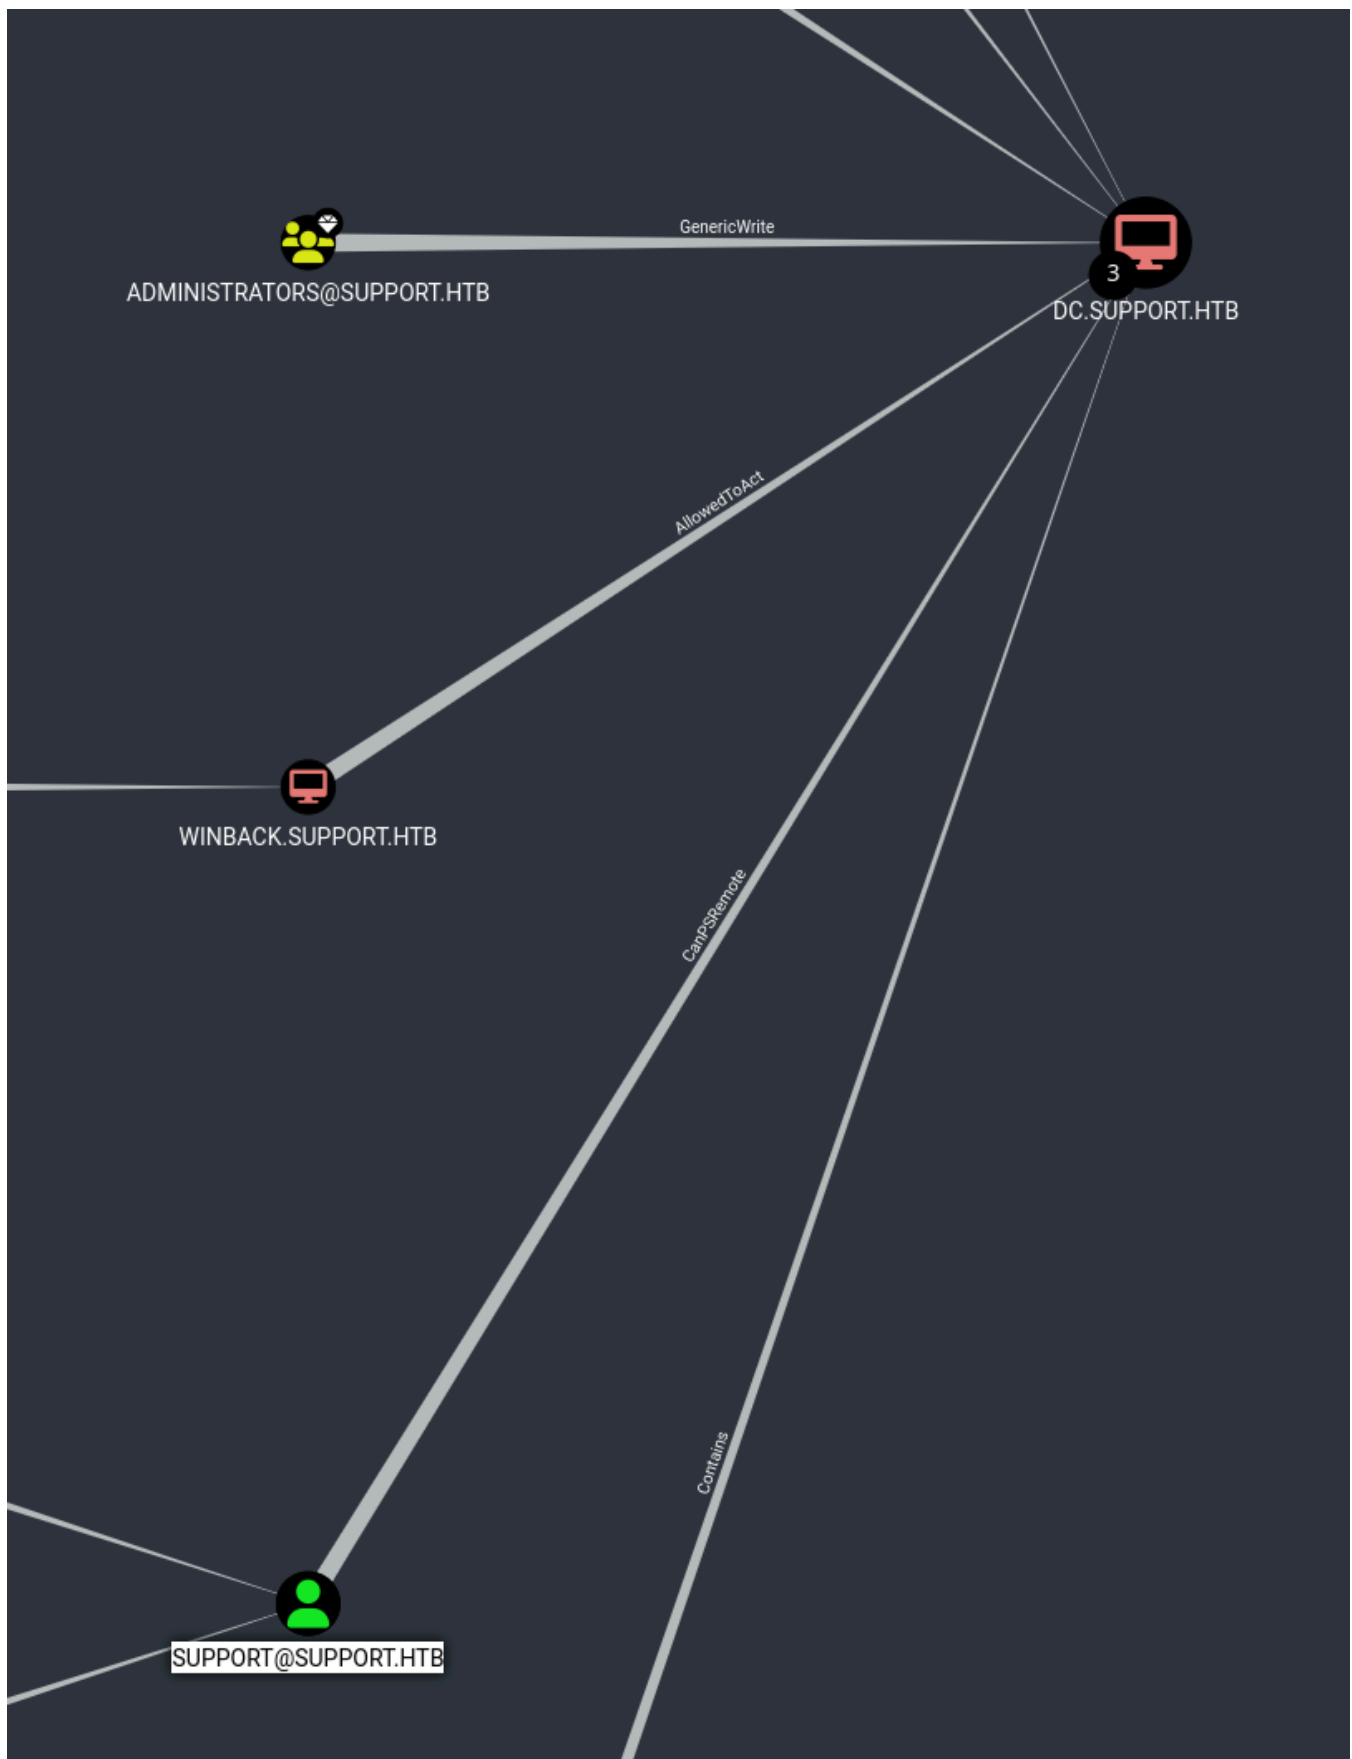 GenericWrite
ADMINISTRATORS@SUPPORT.HTB
3
DC.SUPPORT.HTB
AllowedToAct
WINBACK.SUPPORT.HTB
CanPSRemote
Contains
SUPPORT@SUPPORT.HTB